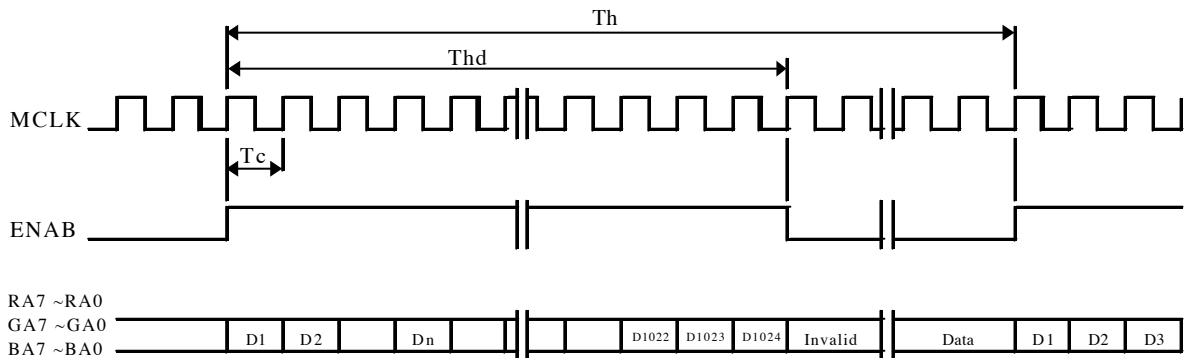 Th
Thd
MCLK
Tc
ENAB
RA7 ~RA0
GA7 ~GA0
BA7 ~BA0
D1 D2 Dn D1022 D1023 D1024 Invalid Data D1 D2 D3